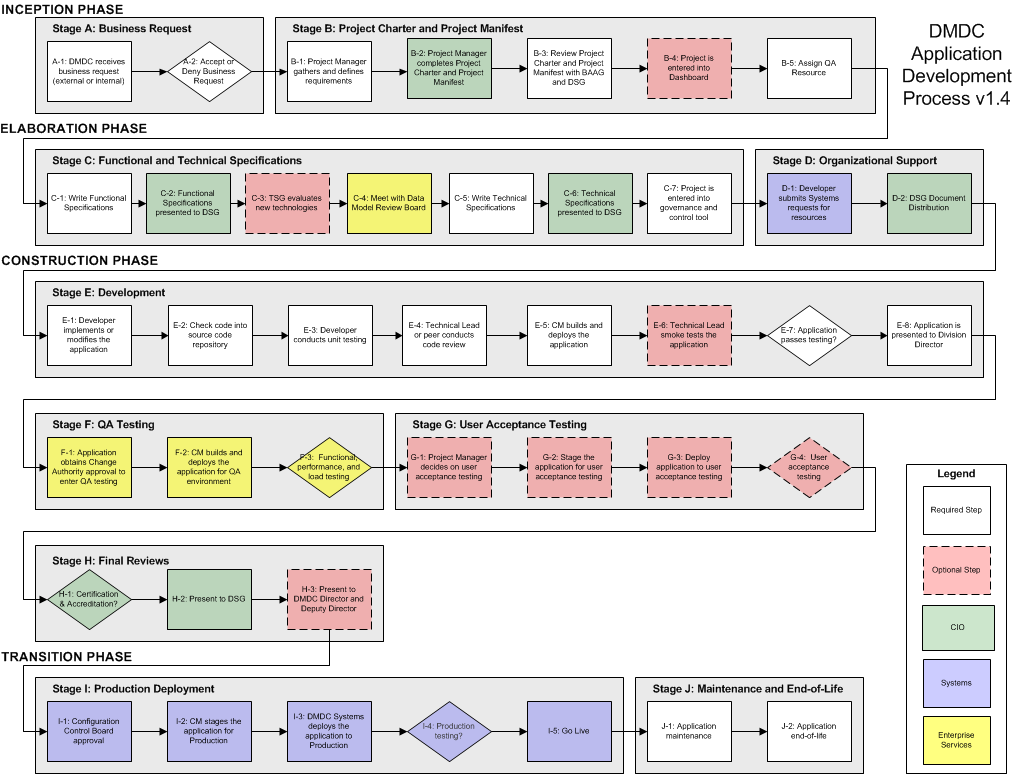 INCEPTION PHASE
Stage A: Business Request
A-1: DMDC receives
business request
(external or internal)
A-2: Accept or
Deny Business
Request
Stage B: Project Charter and Project Manifest
B-1: Project Manager
gathers and defines
requirements
B-2: Project Manager
completes Project
Charter and Project
Manifest
B-3: Review Project
Charter and Project
Manifest with BAAG
and DSG
B-4: Project is
entered into
Dashboard
B-5: Assign QA
Resource
DMDC
Application
Development
Process v1.4
ELABORATION PHASE
Stage C: Functional and Technical Specifications
C-1: Write Functional
Specifications
C-2: Functional
Specifications
presented to DSG
C-3: TSG evaluates
new technologies
C-4: Meet with Data
Model Review Board
C-5: Write Technical
Specifications
C-6: Technical
Specifications
presented to DSG
C-7: Project is
entered into
governance and
control tool
Stage D: Organizational Support
D-1: Developer
submits Systems
requests for
resources
D-2: DSG Document
Distribution
CONSTRUCTION PHASE
Stage E: Development
E-1: Developer
implements or
modifies the
application
E-2: Check code into
source code
repository
E-3: Developer
conducts unit testing
E-4: Technical Lead
or peer conducts
code review
E-5: CM builds and
deploys the
application
E-6: Technical Lead
smoke tests the
application
E-7: Application
passes testing?
E-8: Application is
presented to Division
Director
Stage F: QA Testing
F-1: Application
obtains Change
Authority approval to
enter QA testing
F-2: CM builds and
deploys the
application for QA
environment
F-3: Functional,
performance, and
load testing
Stage G: User Acceptance Testing
G-1: Project Manager
decides on user
acceptance testing
G-2: Stage the
application for user
acceptance testing
G-3: Deploy
application to user
acceptance testing
G-4: User
acceptance
testing
Stage H: Final Reviews
H-1: Certification
& Accreditation?
H-2: Present to DSG
H-3: Present to
DMDC Director and
Deputy Director
TRANSITION PHASE
Stage I: Production Deployment
I-1: Configuration
Control Board
approval
I-2: CM stages the
application for
Production
I-3: DMDC Systems
deploys the
application to
Production
I-4: Production
testing?
I-5: Go Live
Stage J: Maintenance and End-of-Life
J-1: Application
maintenance
J-2: Application
end-of-life
Legend
Required Step
Optional Step
CIO
Systems
Enterprise
Services